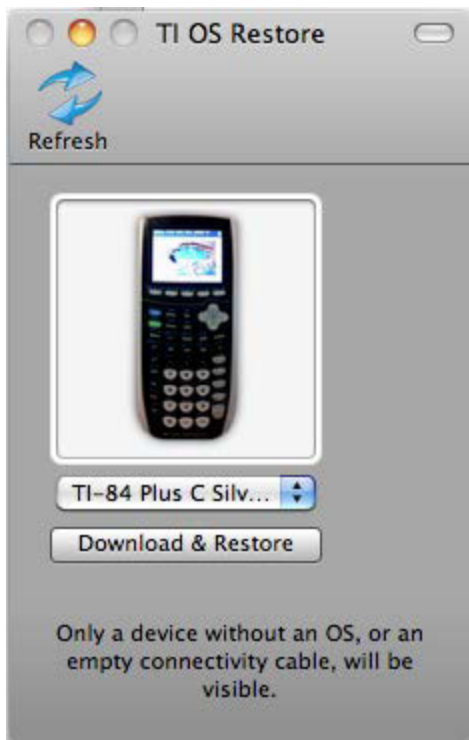 TI OS Restore
Refresh
TI-84 Plus C Silv...
Download & Restore
Only a device without an OS, or an
empty connectivity cable, will be
visible.